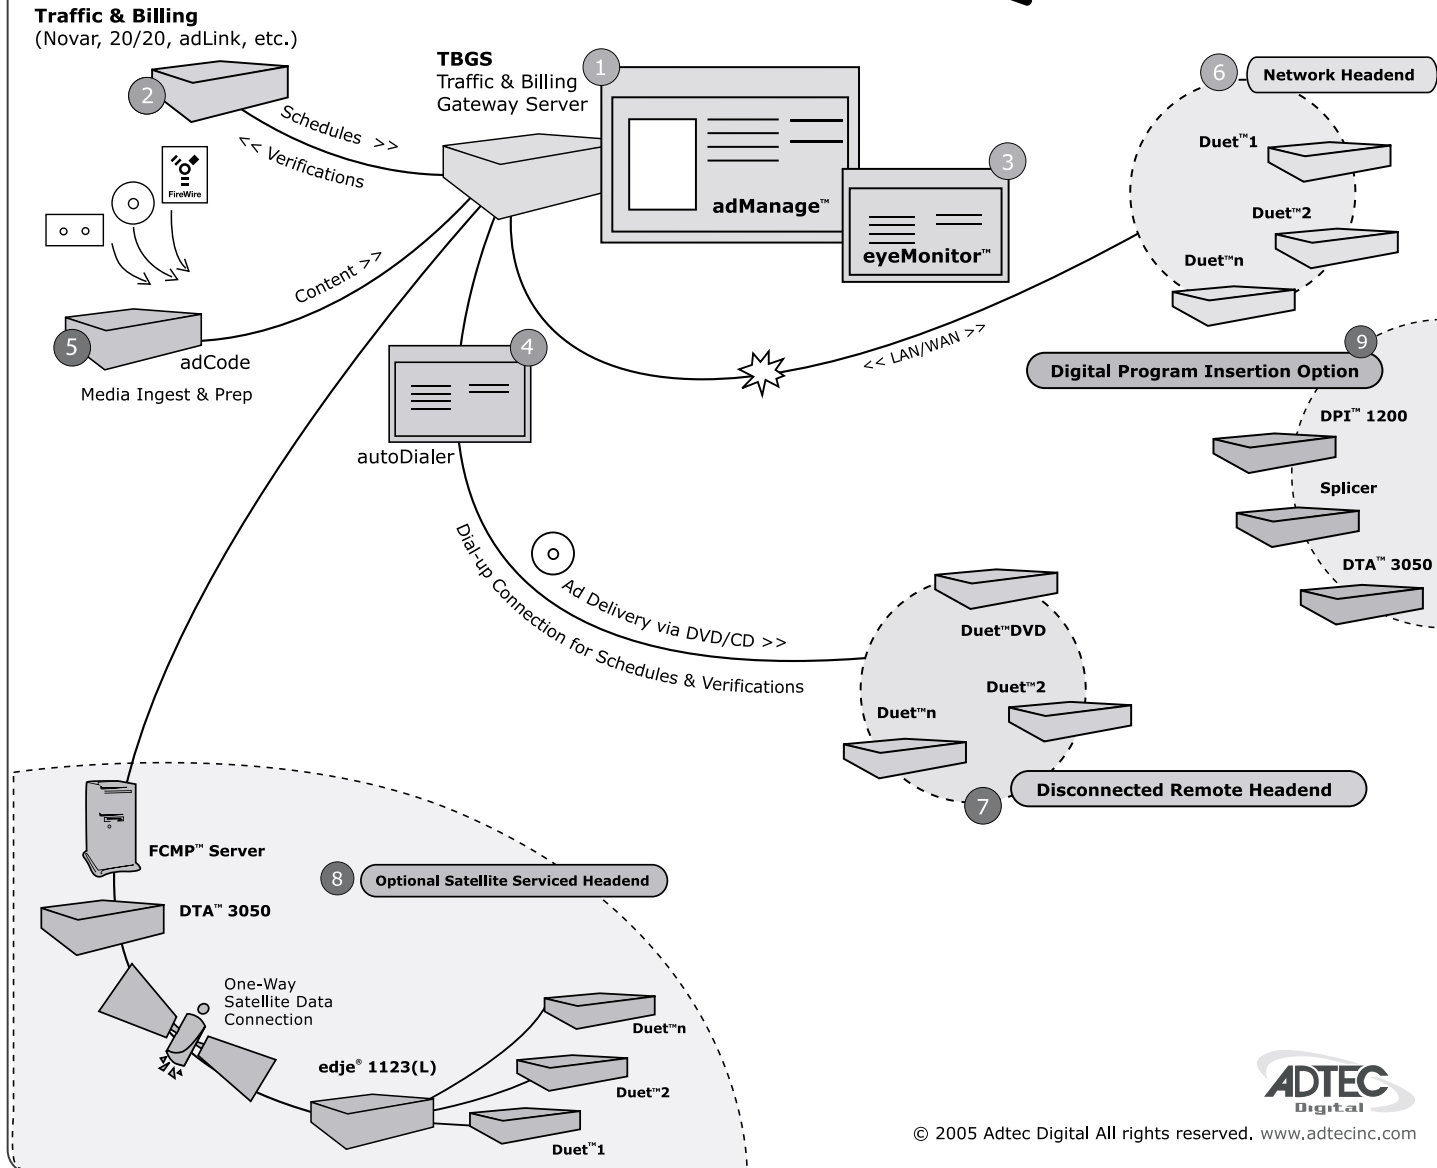 Traffic & Billing
(Novar, 20/20, adLink, etc.)
2
Schedules >>
<< Verifications
FireWire
TBGS
Traffic & Billing
Gateway Server
1
adManage™
3
eyeMonitor™
6
Network Headend
Duet™1
Duet™2
Duet™n
Content >>
5
adCode
Media Ingest & Prep
4
autoDialer
<< LAN/WAN >>
9
Digital Program Insertion Option
DPI™ 1200
Splicer
DTA™ 3050
Ad Delivery via DVD/CD >>
Dial-up Connection for Schedules & Verifications
Duet™DVD
Duet™2
Duet™n
7
Disconnected Remote Headend
FCMP™ Server
8
Optional Satellite Serviced Headend
DTA™ 3050
One-Way
Satellite Data
Connection
edje® 1123(L)
Duet™n
Duet™2
Duet™1
ADTEC
Digital
© 2005 Adtec Digital All rights reserved. www.adtecinc.com